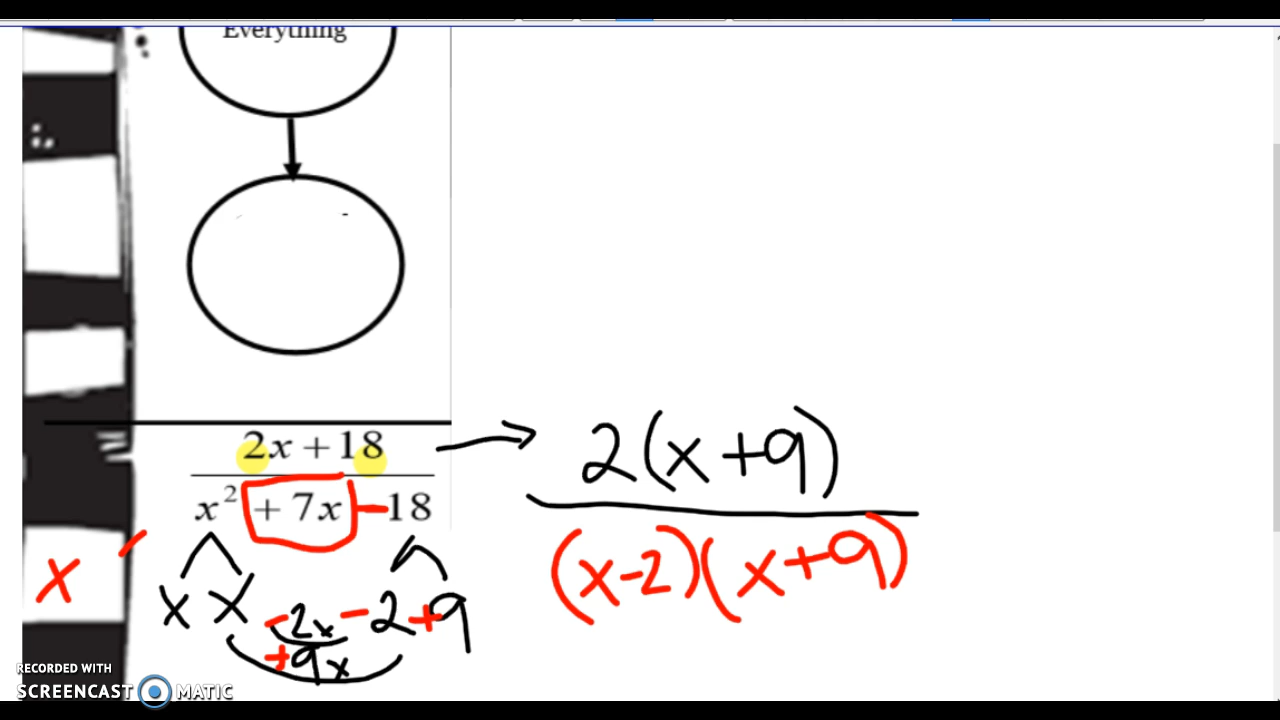 Everything
2x + 18
x² + 7x - 18
2(x+9)
(x-2)(x+9)
x
x x -2x -2 +9
+9x
RECORDED WITH
SCREENCAST MATIC